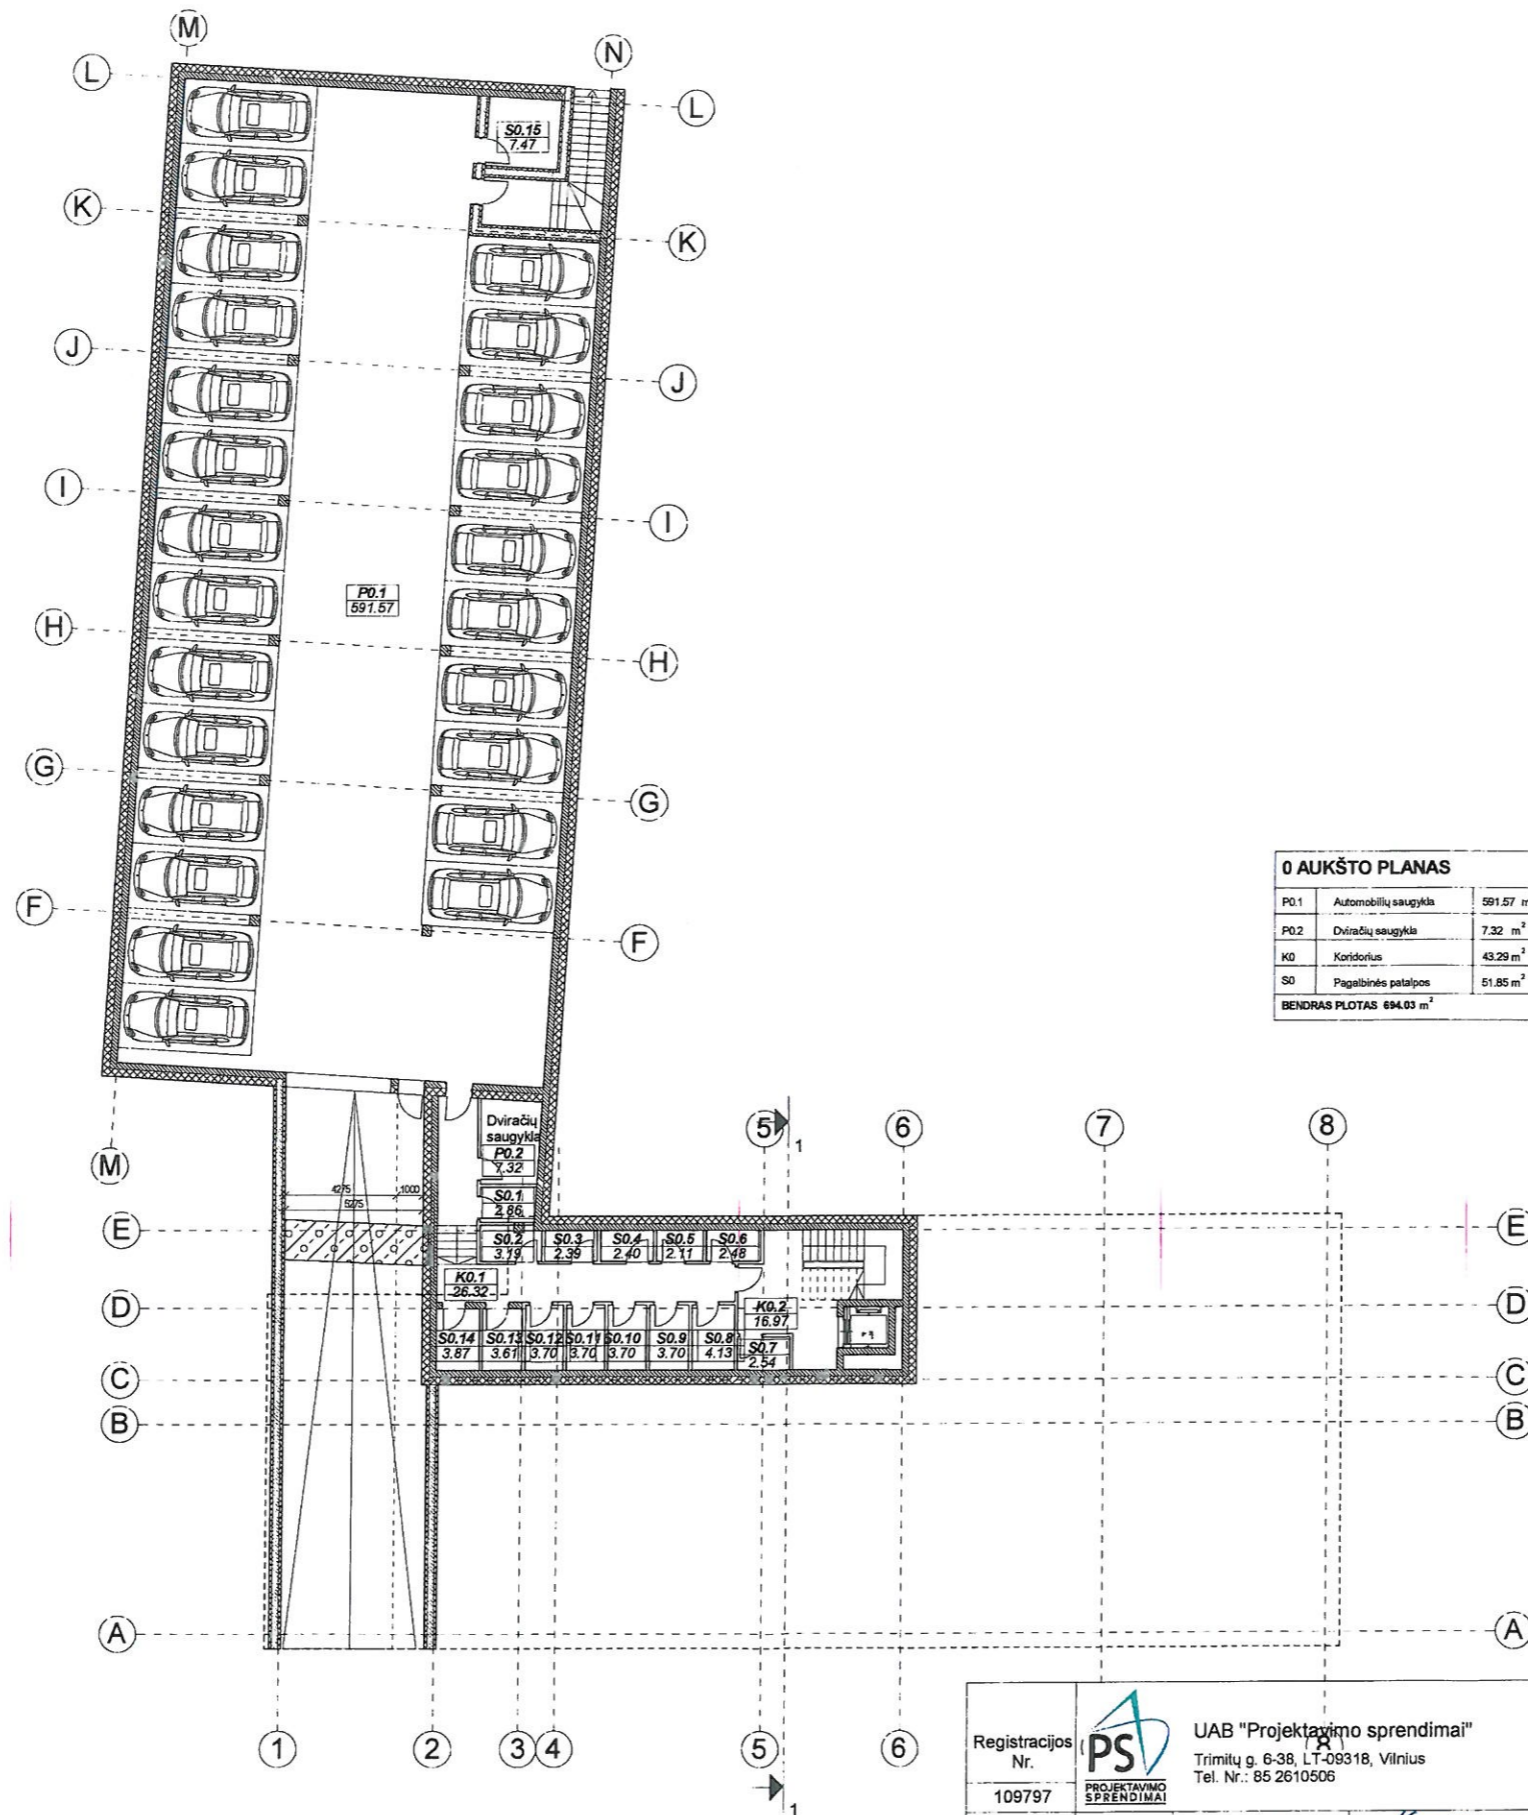 M
N
L
L
S0.15
7.47
K
K
J
J
I
I
P0.1
591.57
H
H
G
G
F
F
0 AUKŠTO PLANAS
P0.1 Automobilių saugykla 591.57
P0.2 Dviračių saugykla 7.32 m²
K0 Koridorius 43.29 m²
S0 Pagalbinės patalpos 51.85 m²
BENDRAS PLOTAS 694.03 m²
M
5
1
6
7
8
Dviračių
saugykla
P0.2
7.32
4275 1000
5275
S0.1
2.86
E
E
S0.2 S0.3 S0.4 S0.5 S0.6
3.19 2.39 2.40 2.11 2.48
K0.1
26.32
D
D
K0.2
16.97
S0.14 S0.13 S0.12 S0.11 S0.10 S0.9 S0.8 S0.7
3.87 3.61 3.70 3.70 3.70 3.70 4.13 2.54
C
C
B
B
A
A
1 2 3 4 5 6 8
1
Registracijos
Nr.
109797
PS
PROJEKTAVIMO
SPRENDIMAI
UAB "Projektavimo sprendimai"
Trimitų g. 6-38, LT-09318, Vilnius
Tel. Nr.: 85 2610506